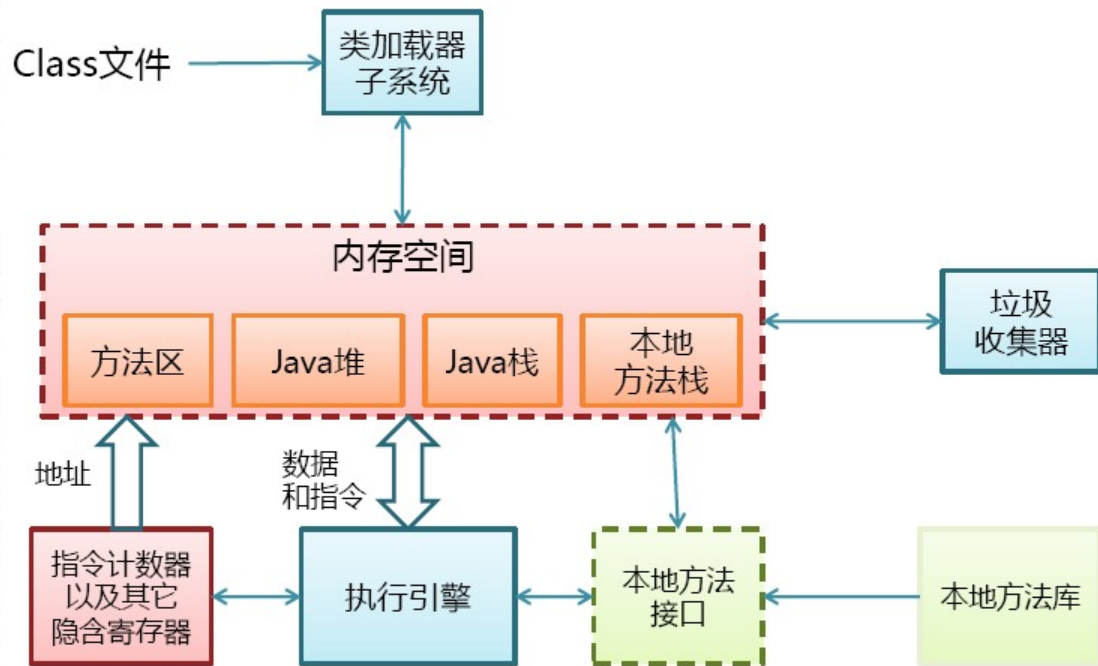 Class文件
类加载器
子系统
内存空间
方法区
Java堆
Java栈
本地
方法栈
垃圾
收集器
地址
数据
和指令
指令计数器
以及其它
隐含寄存器
执行引擎
本地方法
接口
本地方法库